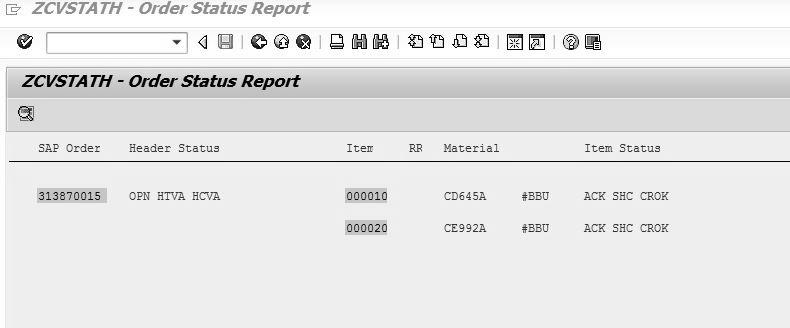 ZCVSTATH - Order Status Report
ZCVSTATH - Order Status Report
SAP Order Header Status Item RR Material Item Status
313870015 OPN HTVA HCVA 000010 CD645A #BBU ACK SHC CROK
000020 CE992A #BBU ACK SHC CROK